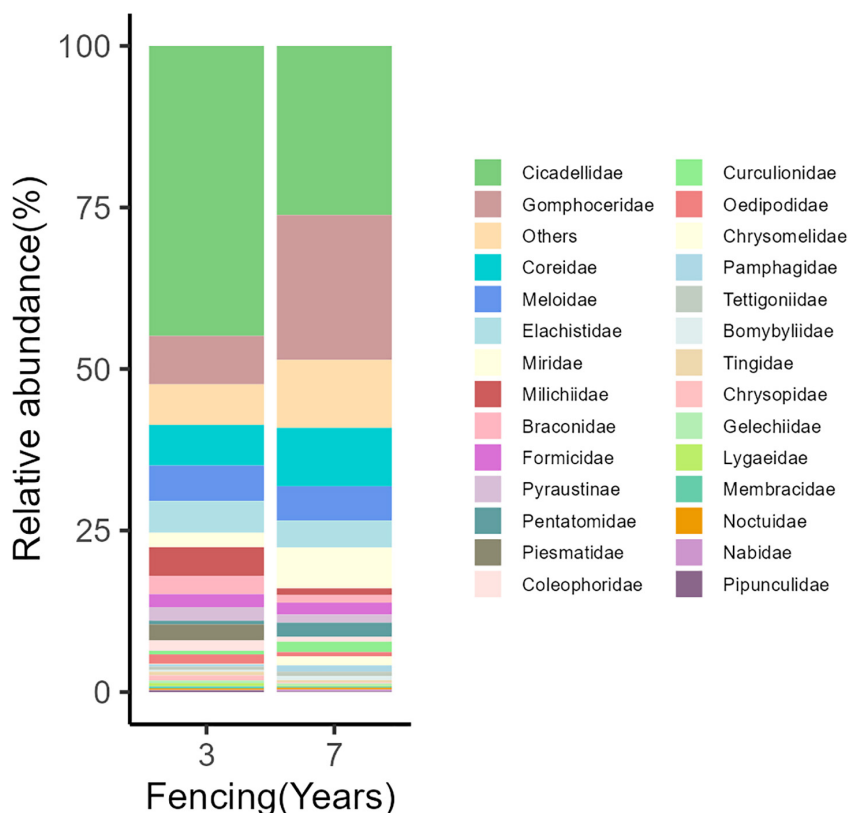 Relative abundance(%)
100
75
50
25
0
3
7
Fencing(Years)
Cicadellidae
Gomphoceridae
Others
Coreidae
Meloidae
Elachistidae
Miridae
Milichiidae
Braconidae
Formicidae
Pyraustinae
Pentatomidae
Piesmatidae
Coleophoridae
Curculionidae
Oedipodidae
Chrysomelidae
Pamphagidae
Tettigoniidae
Bomybyliidae
Tingidae
Chrysopidae
Gelechiidae
Lygaeidae
Membracidae
Noctuidae
Nabidae
Pipunculidae